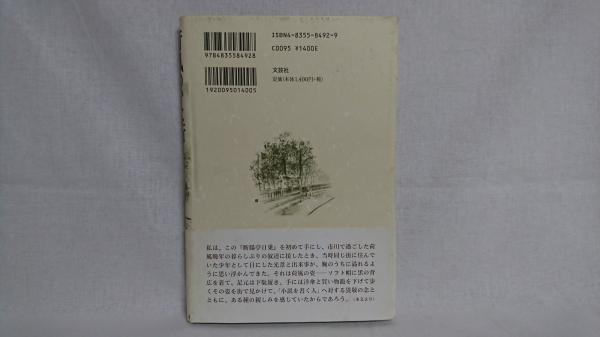 ISBN4-8355-8492-9
C0095 ¥1400E
9784835584928
文芸社
定価(本体1,400円+税)
1920095014005
私は、この『断腸亭日乗』を初めて手にし、市川で過ごした荷
風晩年の暮らしぶりの叙述に接したとき、当時同じ街に住んで
いた少年として目にした光景と出来事が、胸のうちに溢れるよう
に思い浮かんできた。それは荷風の姿――ソフト帽に黒の背
広を着て、足元は下駄履き、手には洋傘と買い物籠を下げて歩
くその姿を街で見かけて、「小説を書く人」へ対する畏敬の念と
ともに、ある種の親しみを感じていたからであろう。(本文より)